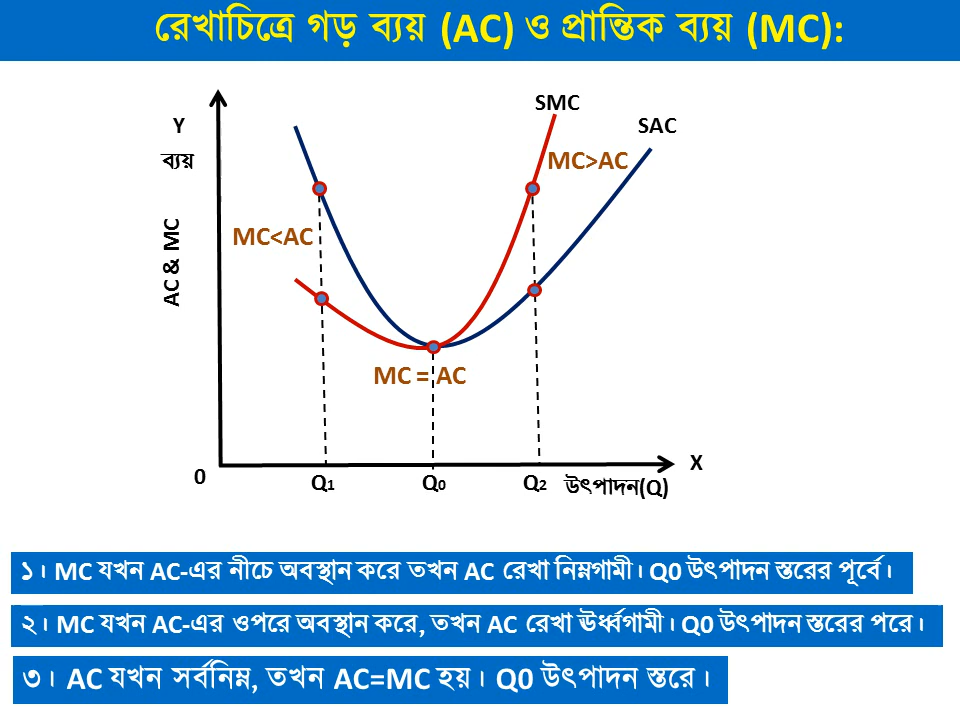 রেখাচিত্রে গড় ব্যয় (AC) ও প্রান্তিক ব্যয় (MC):
SMC
Y
SAC
ব্যয়
MC>AC
AC & MC
MC<AC
MC = AC
0
X
Q1
Q0
Q2
উৎপাদন(Q)
১। MC যখন AC-এর নীচে অবস্থান করে তখন AC রেখা নিম্নগামী। Q0 উৎপাদন স্তরের পূর্বে।
২। MC যখন AC-এর ওপরে অবস্থান করে, তখন AC রেখা ঊর্ধ্বগামী। Q0 উৎপাদন স্তরের পরে।
৩। AC যখন সর্বনিম্ন, তখন AC=MC হয়। Q0 উৎপাদন স্তরে।